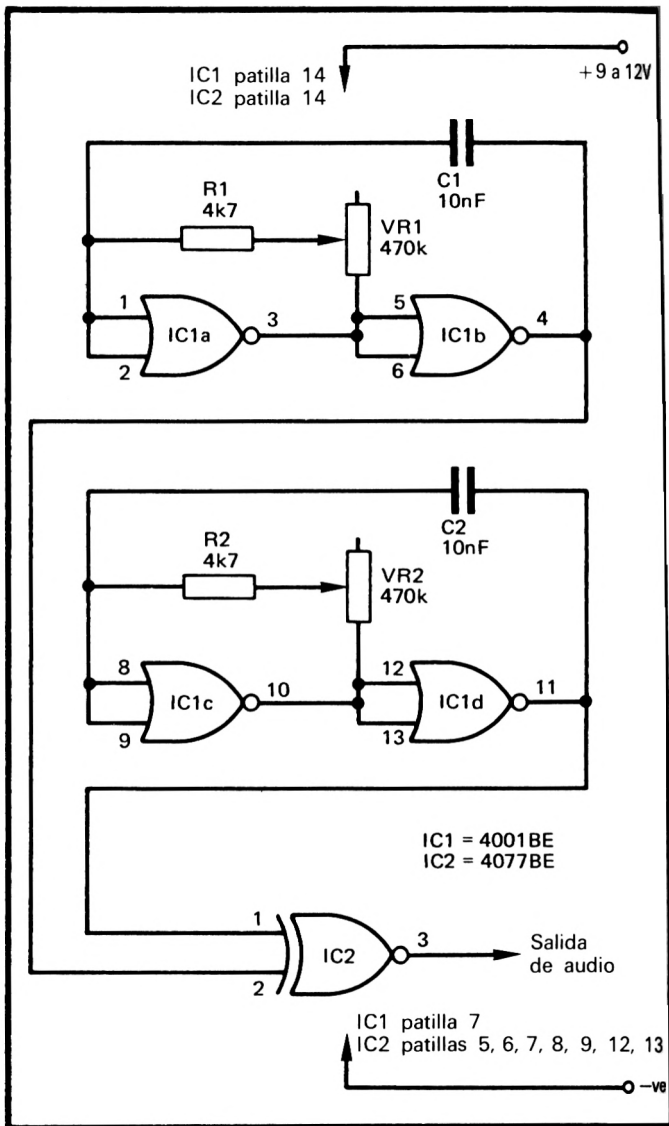 IC1 patilla 14
IC2 patilla 14
+9 a 12V
C1
10nF
R1
4k7
VR1
470k
1
2
IC1a
3
5
6
IC1b
4
C2
10nF
R2
4k7
VR2
470k
8
9
IC1c
10
12
13
IC1d
11
IC1 = 4001BE
IC2 = 4077BE
1
2
IC2
3
Salida
de audio
IC1 patilla 7
IC2 patillas 5, 6, 7, 8, 9, 12, 13
−ve